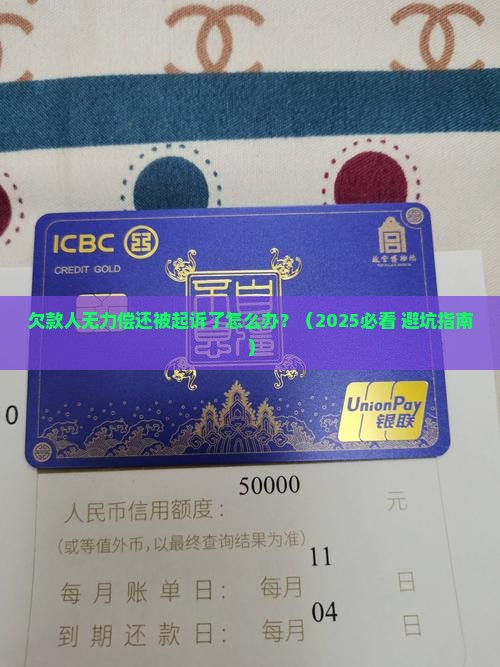 ICBC
CREDIT GOLD
故宫博物院
欠款人无力偿还被起诉了怎么办？（2025必看 避坑指南
）
UnionPay
银联
0
50000
人民币信用额度： 元
(或等值外币，以最终查询结果为准)
11
每月账单日： 每月 日
04
到期还款日： 每月 日